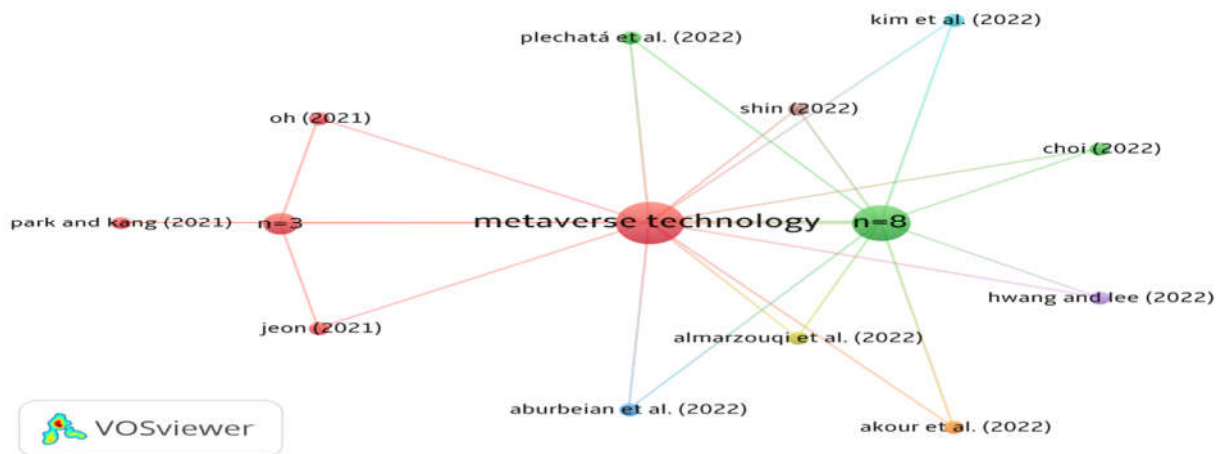 kim et al. (2022)
plechatá et al. (2022)
shin (2022)
oh (2021)
choi (2022)
park and kang (2021)
n=3
metaverse technology
n=8
hwang and lee (2022)
jeon (2021)
almarzouqi et al. (2022)
aburbeian et al. (2022)
akour et al. (2022)
VOSviewer